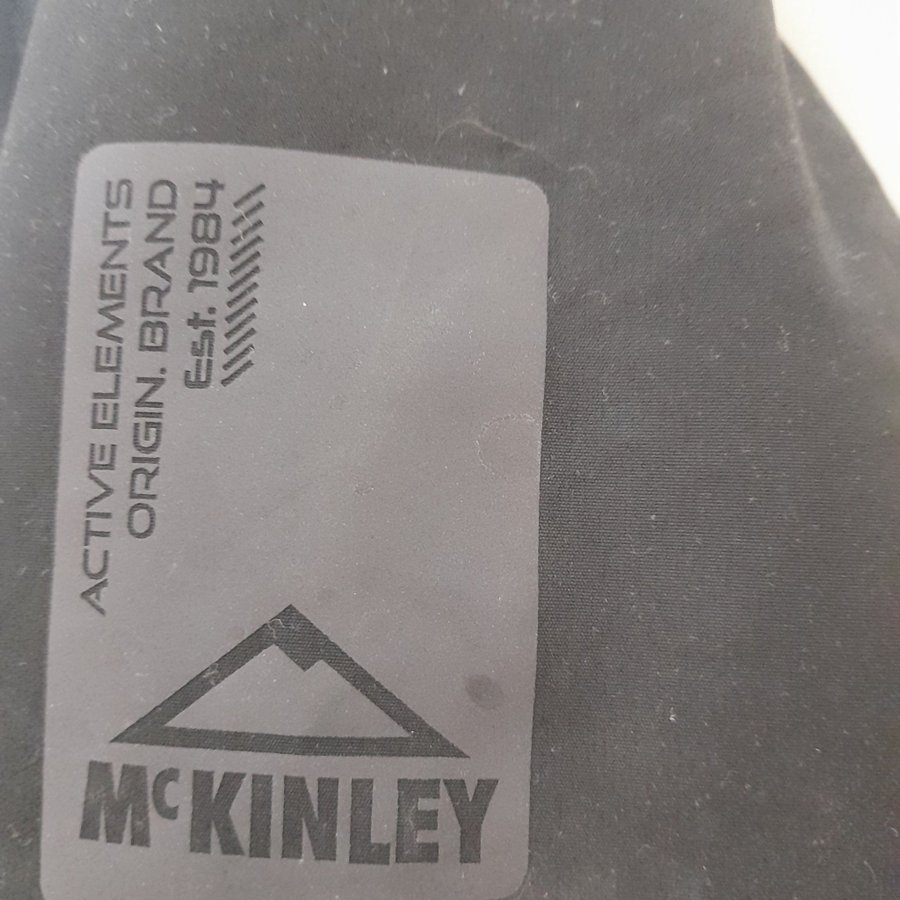 ACTIVE ELEMENTS
ORIGIN. BRAND
Est. 1984
McKINLEY